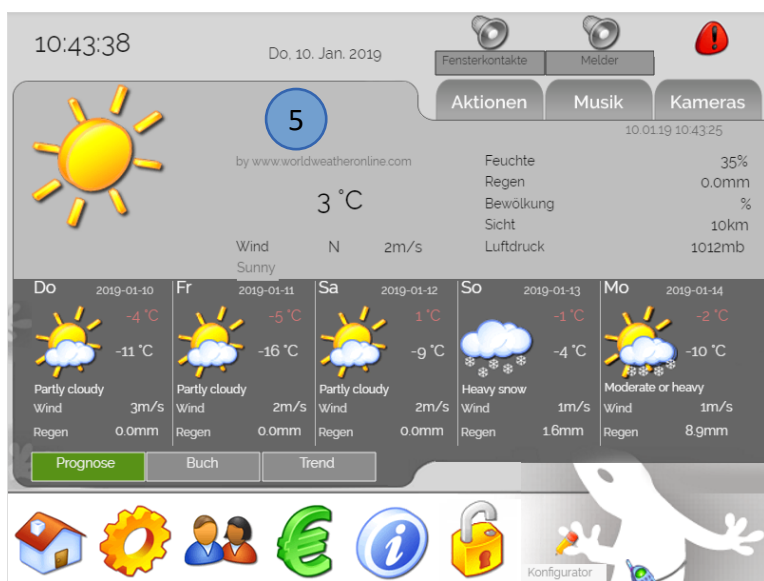 10:43:38
Do, 10. Jan. 2019
Fensterkontakte
Melder
Aktionen
Musik
Kameras
5
10.01.19 10:43:25
by www.worldweatheronline.com
3 °C
Wind N 2m/s
Sunny
Feuchte 35%
Regen 0.0mm
Bewölkung %
Sicht 10km
Luftdruck 1012mb
Do 2019-01-10
-4 °C
-11 °C
Partly cloudy
Wind 3m/s
Regen 0.0mm
Fr 2019-01-11
-5 °C
-16 °C
Partly cloudy
Wind 2m/s
Regen 0.0mm
Sa 2019-01-12
1 °C
-9 °C
Partly cloudy
Wind 2m/s
Regen 0.0mm
So 2019-01-13
-1 °C
-4 °C
Heavy snow
Wind 1m/s
Regen 1.6mm
Mo 2019-01-14
-2 °C
-10 °C
Moderate or heavy
Wind 1m/s
Regen 8.9mm
Prognose
Buch
Trend
Konfigurator